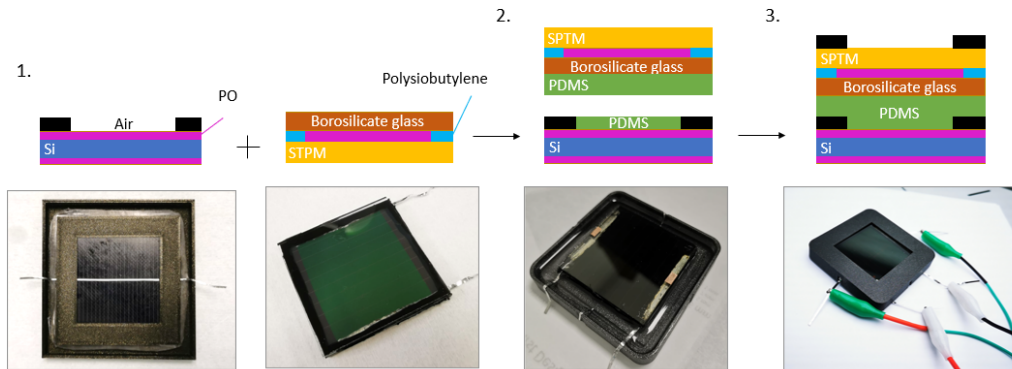 1.
Air
PO
Si
Borosilicate glass
STPM
Polysiobutylene
2.
SPTM
Borosilicate glass
PDMS
PDMS
Si
3.
SPTM
Borosilicate glass
PDMS
Si